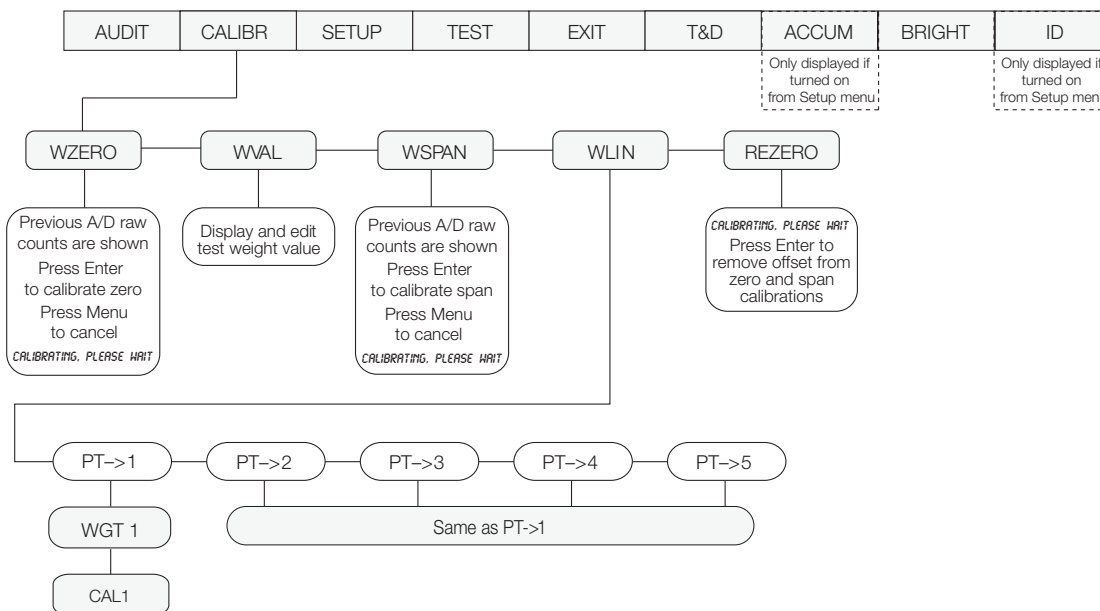 AUDIT CALIBR SETUP TEST EXIT T&D ACCUM BRIGHT ID
Only displayed if
turned on
from Setup menu
Only displayed if
turned on
from Setup men
WZERO WVAL WSPAN WLIN REZERO
Previous A/D raw
counts are shown
Press Enter
to calibrate zero
Press Menu
to cancel
CALIBRATING, PLEASE WAIT
Display and edit
test weight value
Previous A/D raw
counts are shown
Press Enter
to calibrate span
Press Menu
to cancel
CALIBRATING, PLEASE WAIT
CALIBRATING, PLEASE WAIT
Press Enter to
remove offset from
zero and span
calibrations
PT–>1 PT–>2 PT–>3 PT–>4 PT–>5
WGT 1
Same as PT->1
CAL1